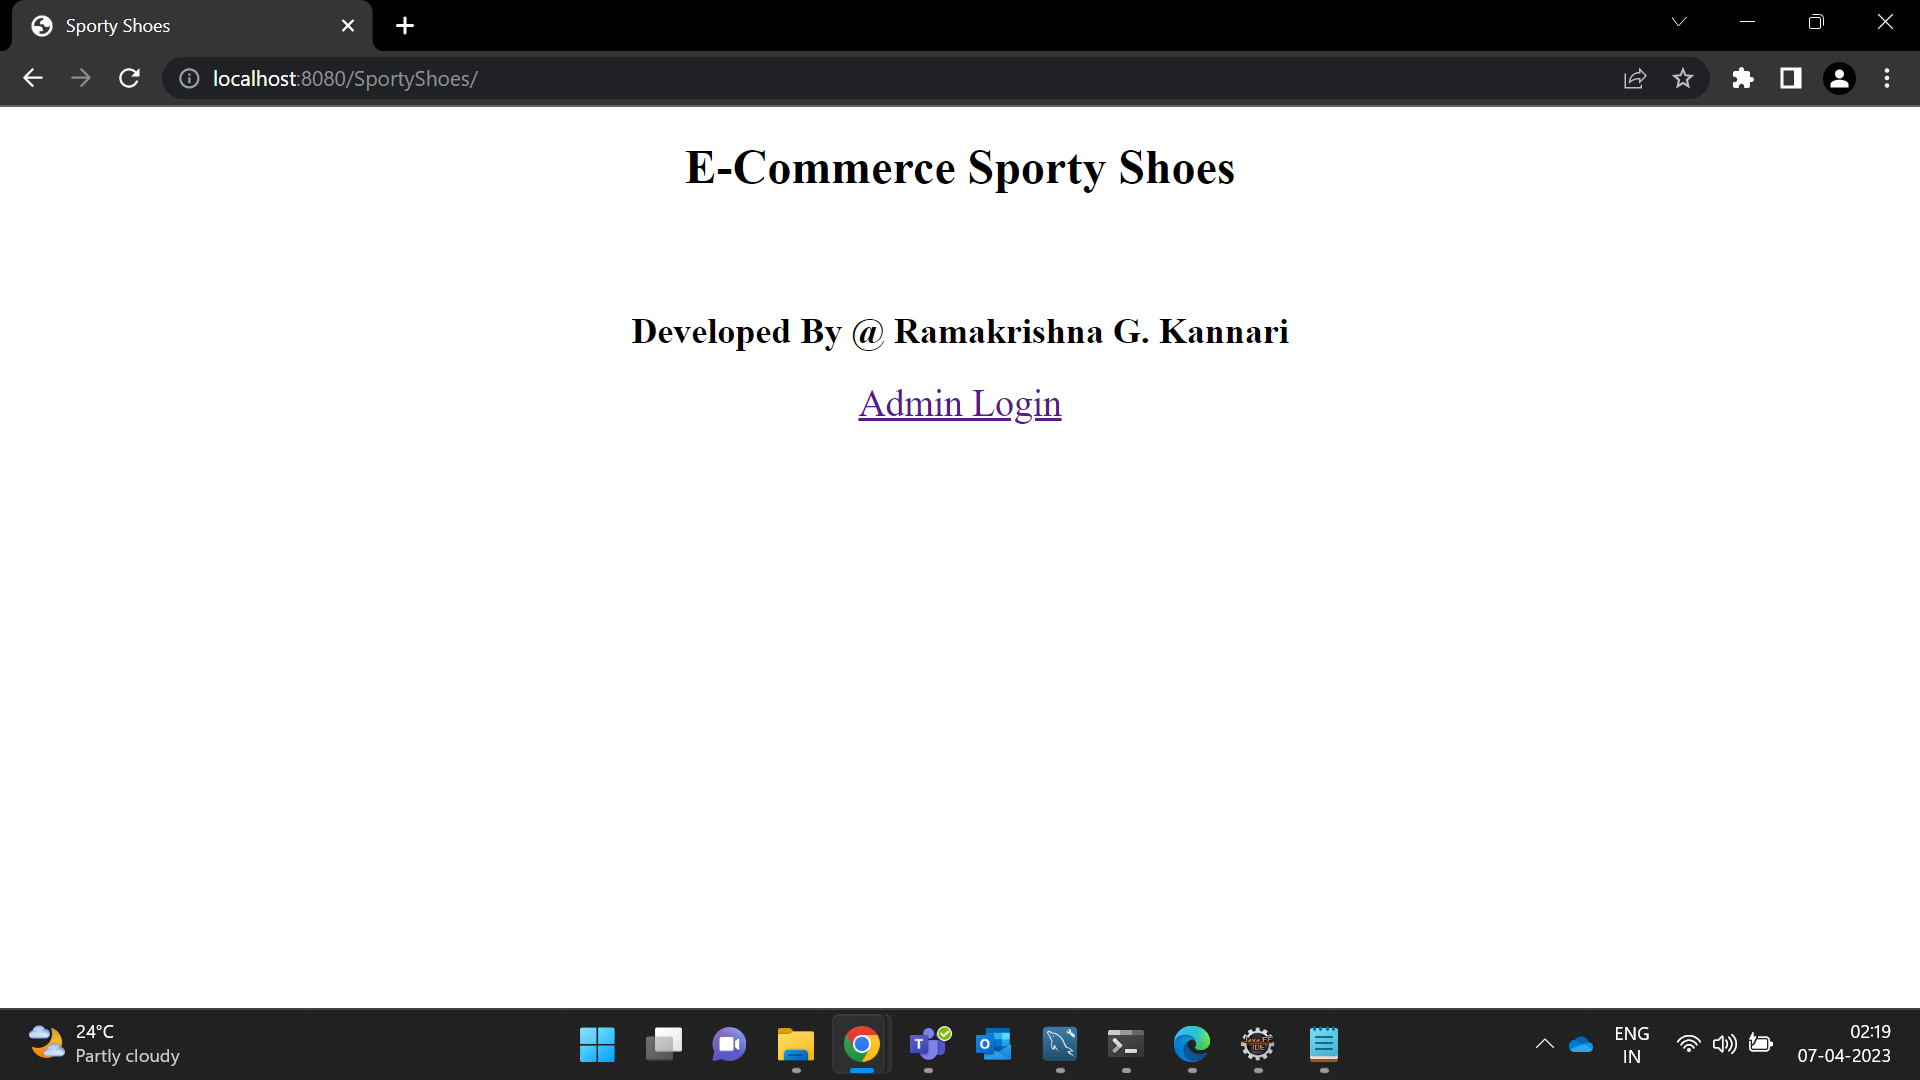 Sporty Shoes
localhost:8080/SportyShoes/
E-Commerce Sporty Shoes
Developed By @ Ramakrishna G. Kannari
Admin Login
24°C
Partly cloudy
ENG
IN
02:19
07-04-2023